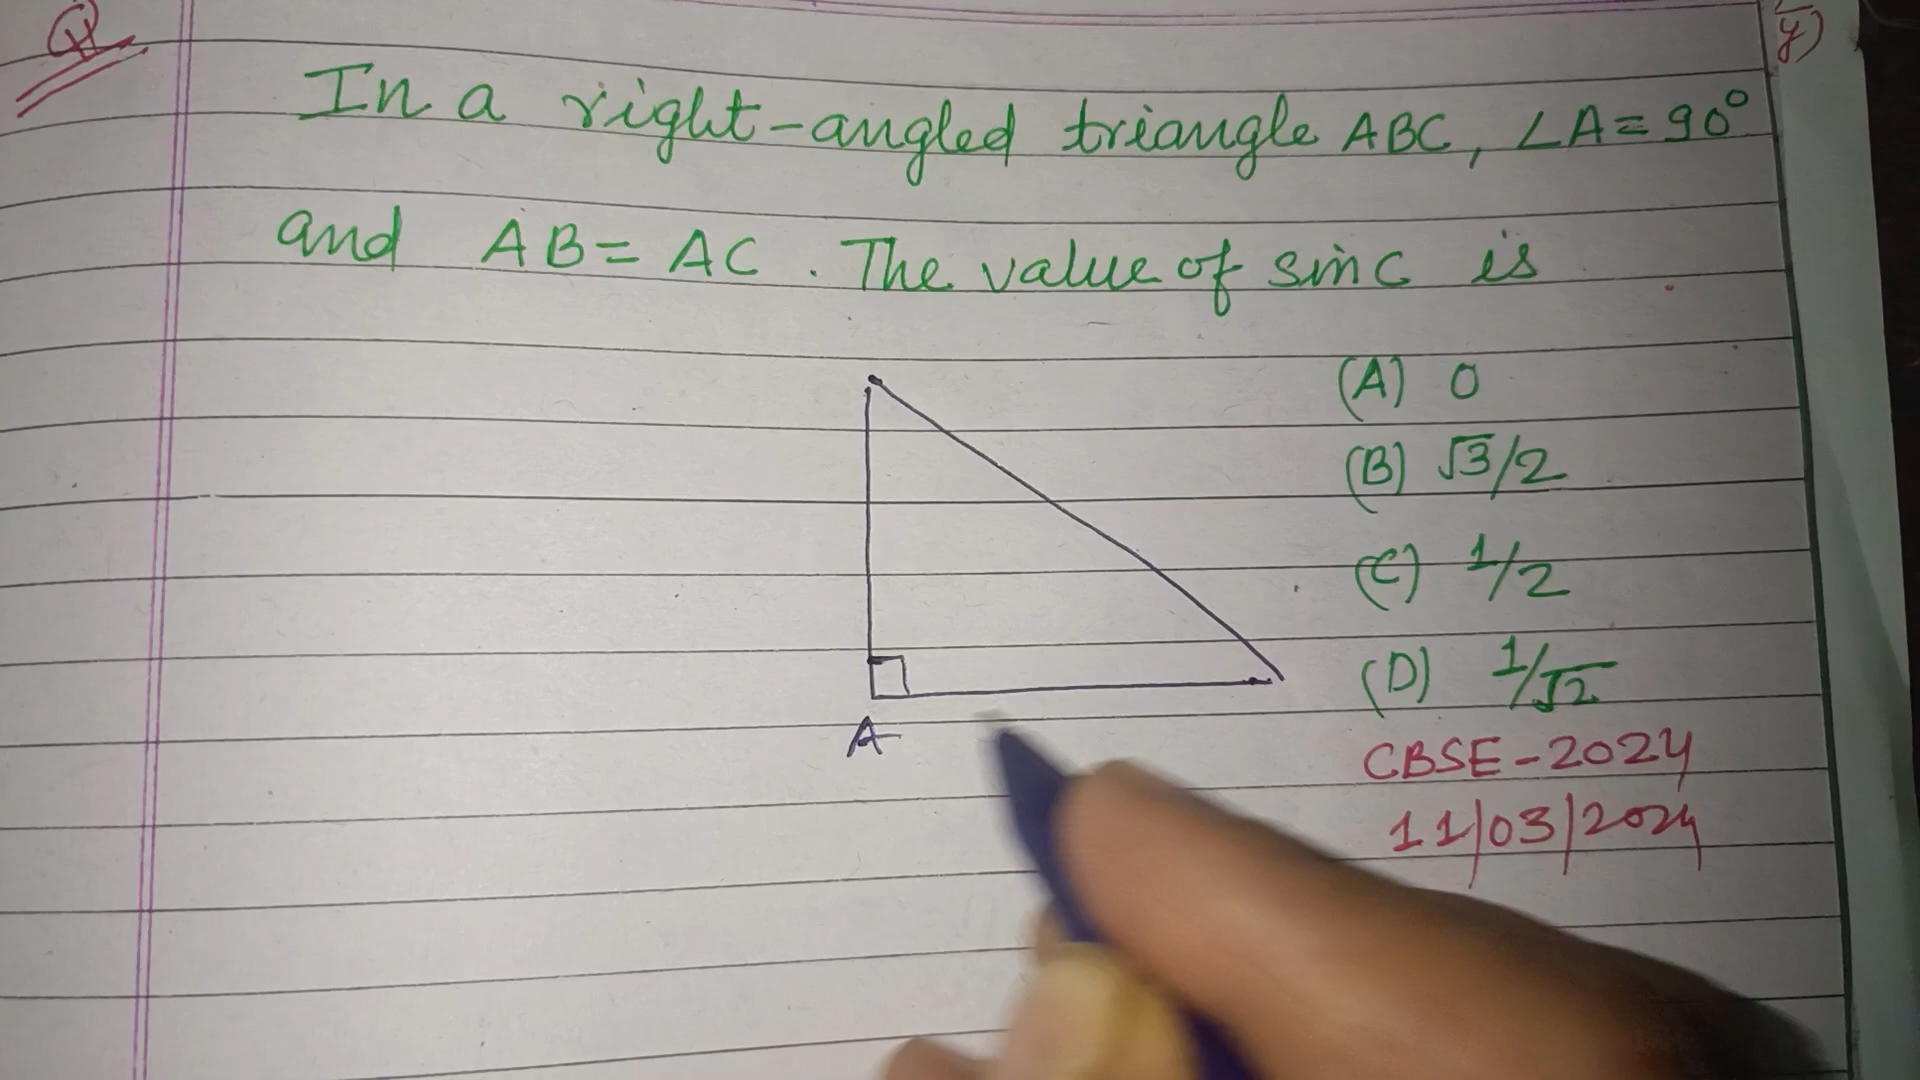 Q
In a right-angled triangle ABC, ∠A = 90°
and AB = AC. The value of sin C is
(A) 0
(B) √3/2
(C) 1/2
(D) 1/√2
A
CBSE-2024
11/03/2024